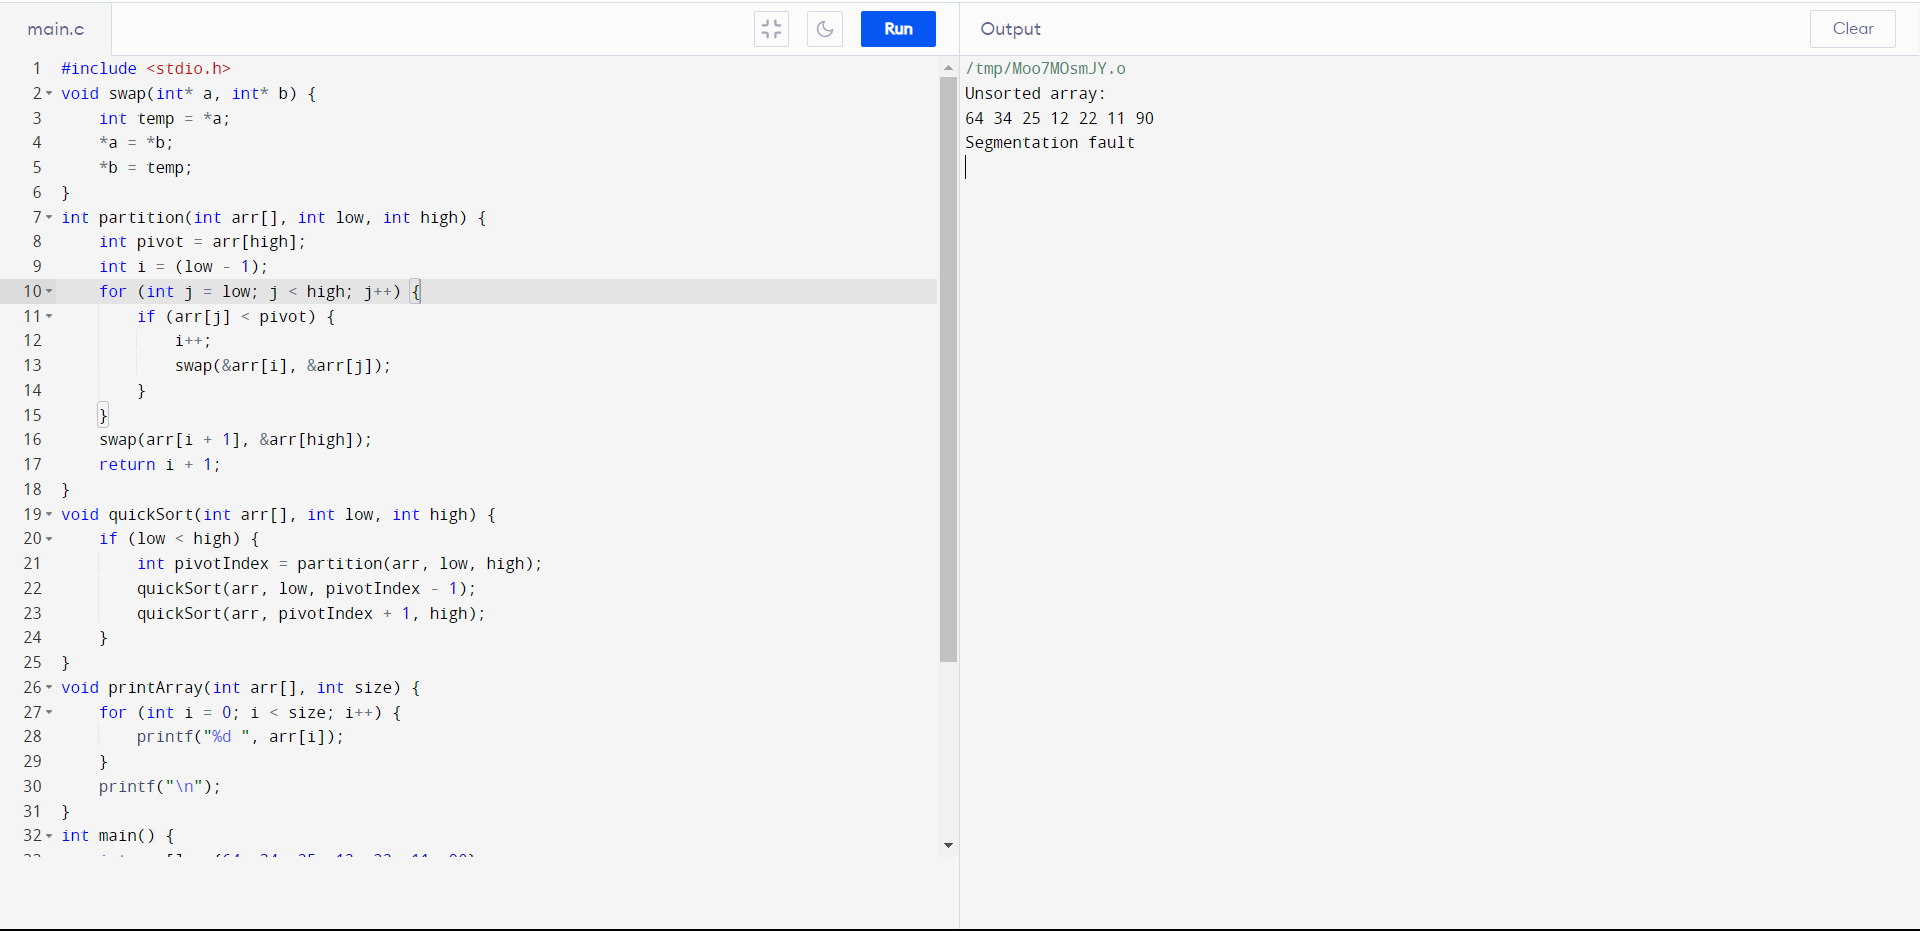 main.c
Run
Output
Clear
1 #include <stdio.h>
2 void swap(int* a, int* b) {
3     int temp = *a;
4     *a = *b;
5     *b = temp;
6 }
7 int partition(int arr[], int low, int high) {
8     int pivot = arr[high];
9     int i = (low - 1);
10     for (int j = low; j < high; j++) {
11         if (arr[j] < pivot) {
12             i++;
13             swap(&arr[i], &arr[j]);
14         }
15     }
16     swap(arr[i + 1], &arr[high]);
17     return i + 1;
18 }
19 void quickSort(int arr[], int low, int high) {
20     if (low < high) {
21         int pivotIndex = partition(arr, low, high);
22         quickSort(arr, low, pivotIndex - 1);
23         quickSort(arr, pivotIndex + 1, high);
24     }
25 }
26 void printArray(int arr[], int size) {
27     for (int i = 0; i < size; i++) {
28         printf("%d ", arr[i]);
29     }
30     printf("\n");
31 }
32 int main() {
/tmp/Moo7MOsmJY.o
Unsorted array:
64 34 25 12 22 11 90
Segmentation fault